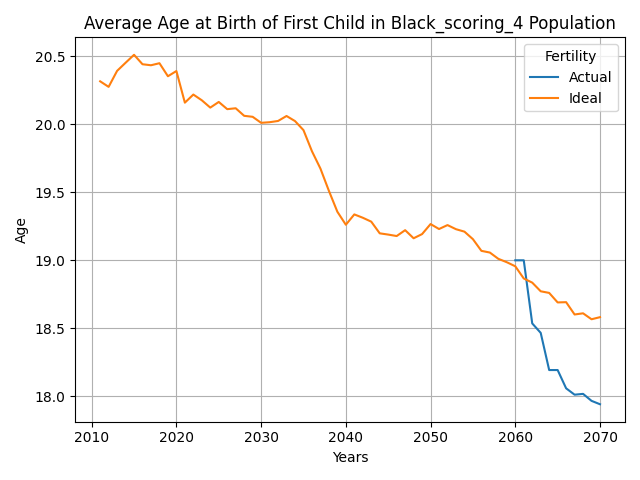 Average Age at Birth of First Child in Black_scoring_4 Population
Fertility
Actual
Ideal
20.5
20.0
19.5
19.0
18.5
18.0
Age
2010 2020 2030 2040 2050 2060 2070
Years